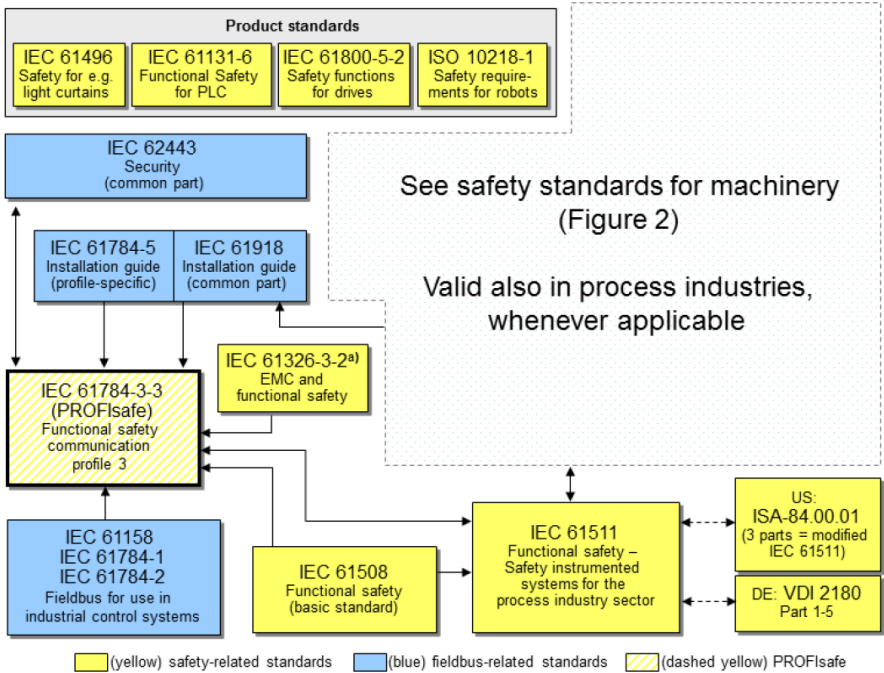 Product standards
IEC 61496
Safety for e.g.
light curtains
IEC 61131-6
Functional Safety
for PLC
IEC 61800-5-2
Safety functions
for drives
ISO 10218-1
Safety require-
ments for robots
IEC 62443
Security
(common part)
See safety standards for machinery
(Figure 2)
Valid also in process industries,
whenever applicable
IEC 61784-5
Installation guide
(profile-specific)
IEC 61918
Installation guide
(common part)
IEC 61326-3-2a)
EMC and
functional safety
IEC 61784-3-3
(PROFIsafe)
Functional safety
communication
profile 3
IEC 61158
IEC 61784-1
IEC 61784-2
Fieldbus for use in
industrial control systems
IEC 61508
Functional safety
(basic standard)
IEC 61511
Functional safety –
Safety instrumented
systems for the
process industry sector
US:
ISA-84.00.01
(3 parts = modified
IEC 61511)
DE: VDI 2180
Part 1-5
(yellow) safety-related standards
(blue) fieldbus-related standards
(dashed yellow) PROFIsafe